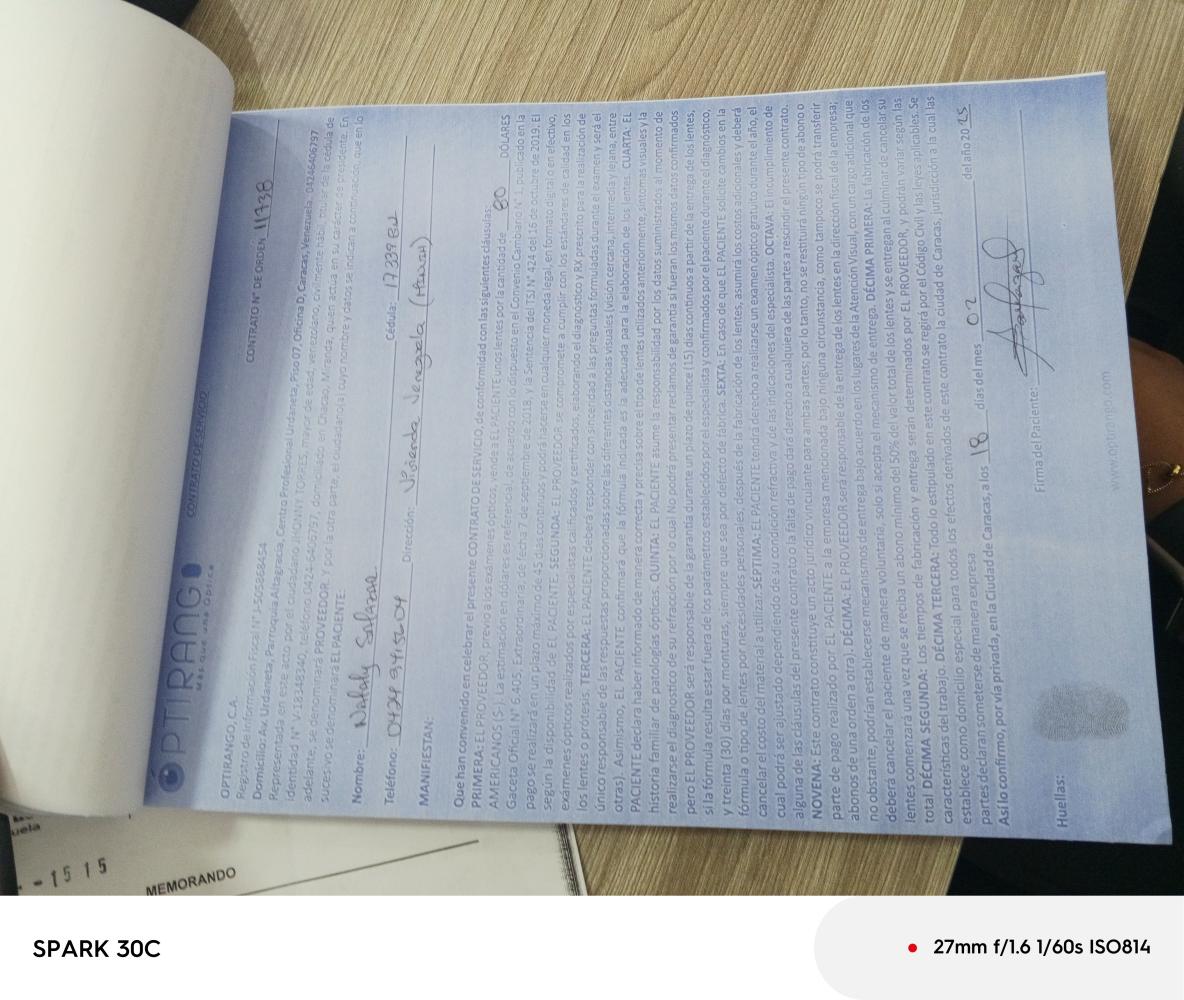 OPTIRANGO
Más que una Óptica
CONTRATO DE SERVICIO
CONTRATO N° DE ORDEN 11738
OPTIRANGO, C.A.
Registro de Información Fiscal N° J-505868454
Domicilio: Av. Urdaneta, Parroquia Altagracia, Centro Profesional Urdaneta, Piso 07, Oficina D, Caracas, Venezuela. 04246406797
Representada en este acto por el ciudadano JHONNY TORRES, mayor de edad, venezolano, civilmente hábil, titular de la cédula de
identidad N° V-18334840, teléfono 0424-6406797, domiciliado en Chacao, Miranda, quien actúa en su carácter de presidente. En
adelante, se denominará PROVEEDOR. Y por la otra parte, el ciudadano/a (cuyo nombre y datos se indican a continuación, que en lo
sucesivo se denominará EL PACIENTE.
Nombre: Nataly Salazar
Teléfono: Dirección: Vivienda Venezuela Cédula: 17339982
MANIFIESTAN:
Que han convenido en celebrar el presente CONTRATO DE SERVICIO, de conformidad con las siguientes cláusulas:
PRIMERA: EL PROVEEDOR, previo a los exámenes ópticos, vende a EL PACIENTE unos lentes por la cantidad de 80 DÓLARES
AMERICANOS ($-). La estimación en dólares es referencial, de acuerdo con lo dispuesto en el Convenio Cambiario N° 1, publicado en la
Gaceta Oficial N° 6.405, Extraordinaria, de fecha 7 de septiembre de 2018, y la Sentencia del TSJ N° 424 del 16 de octubre de 2019. El
pago se realizará en un plazo máximo de 45 días continuos y podrá hacerse en cualquier moneda legal, en formato digital o en efectivo,
según la disponibilidad de EL PACIENTE. SEGUNDA: EL PROVEEDOR se compromete a cumplir con los estándares de calidad en los
exámenes ópticos realizados por especialistas calificados y certificados, elaborando el diagnóstico y RX prescrito para la realización de
los lentes o prótesis. TERCERA: EL PACIENTE deberá responder con sinceridad a las preguntas formuladas durante el examen y será el
único responsable de las respuestas proporcionadas sobre las diferentes distancias visuales (visión cercana, intermedia y lejana, entre
otras). Asimismo, EL PACIENTE confirmará que la fórmula indicada es la adecuada para la elaboración de los lentes. CUARTA: EL
PACIENTE declara haber informado de manera correcta y precisa sobre el tipo de lentes utilizados anteriormente, síntomas visuales y la
historia familiar de patologías ópticas. QUINTA: EL PACIENTE asume la responsabilidad por los datos suministrados al momento de
realizarse el diagnostico de su refracción por lo cual No podrá presentar reclamos de garantía si fueran los mismos datos confirmados
pero EL PROVEEDOR será responsable de la garantía durante un plazo de quince (15) días continuos a partir de la entrega de los lentes,
si la fórmula resulta estar fuera de los parámetros establecidos por el especialista y confirmados por el paciente durante el diagnóstico,
y treinta (30) días por monturas, siempre que sea por defecto de fábrica. SEXTA: En caso de que EL PACIENTE solicite cambios en la
fórmula o tipo de lentes por necesidades personales, después de la fabricación de los lentes, asumirá los costos adicionales y deberá
cancelar el costo del material a utilizar. SÉPTIMA: EL PACIENTE tendrá derecho a realizarse un examen óptico gratuito durante el año, el
cual podrá ser ajustado dependiendo de su condición refractiva y de las indicaciones del especialista. OCTAVA: El incumplimiento de
alguna de las cláusulas del presente contrato o la falta de pago dará derecho a cualquiera de las partes a rescindir el presente contrato.
NOVENA: Este contrato constituye un acto jurídico vinculante para ambas partes; por lo tanto, no se restituirá ningún tipo de abono o
parte de pago realizado por EL PACIENTE a la empresa mencionada bajo ninguna circunstancia, como tampoco se podrá transferir
abonos de una orden a otra). DÉCIMA: EL PROVEEDOR será responsable de la entrega de los lentes en la dirección fiscal de la empresa;
no obstante, podrían establecerse mecanismos de entrega bajo acuerdo en los lugares de la Atención Visual, con un cargo adicional que
deberá cancelar el paciente de manera voluntaria, solo si acepta el mecanismo de entrega. DÉCIMA PRIMERA: La fabricación de los
lentes comenzará una vez que se reciba un abono mínimo del 50% del valor total de los lentes y se entregan al culminar de cancelar su
total. DÉCIMA SEGUNDA: Los tiempos de fabricación y entrega serán determinados por EL PROVEEDOR, y podrán variar según las
características del trabajo. DÉCIMA TERCERA: Todo lo estipulado en este contrato se regirá por el Código Civil y las leyes aplicables. Se
establece como domicilio especial para todos los efectos derivados de este contrato la ciudad de Caracas, jurisdicción a la cual las
partes declaran someterse de manera expresa
Así lo confirmo, por vía privada, en la Ciudad de Caracas, a los 18 días del mes 02 del año 2025
Firma del Paciente:
Huellas:
www.optirango.com
- 15 15
MEMORANDO
SPARK 30C
27mm f/1.6 1/60s ISO814